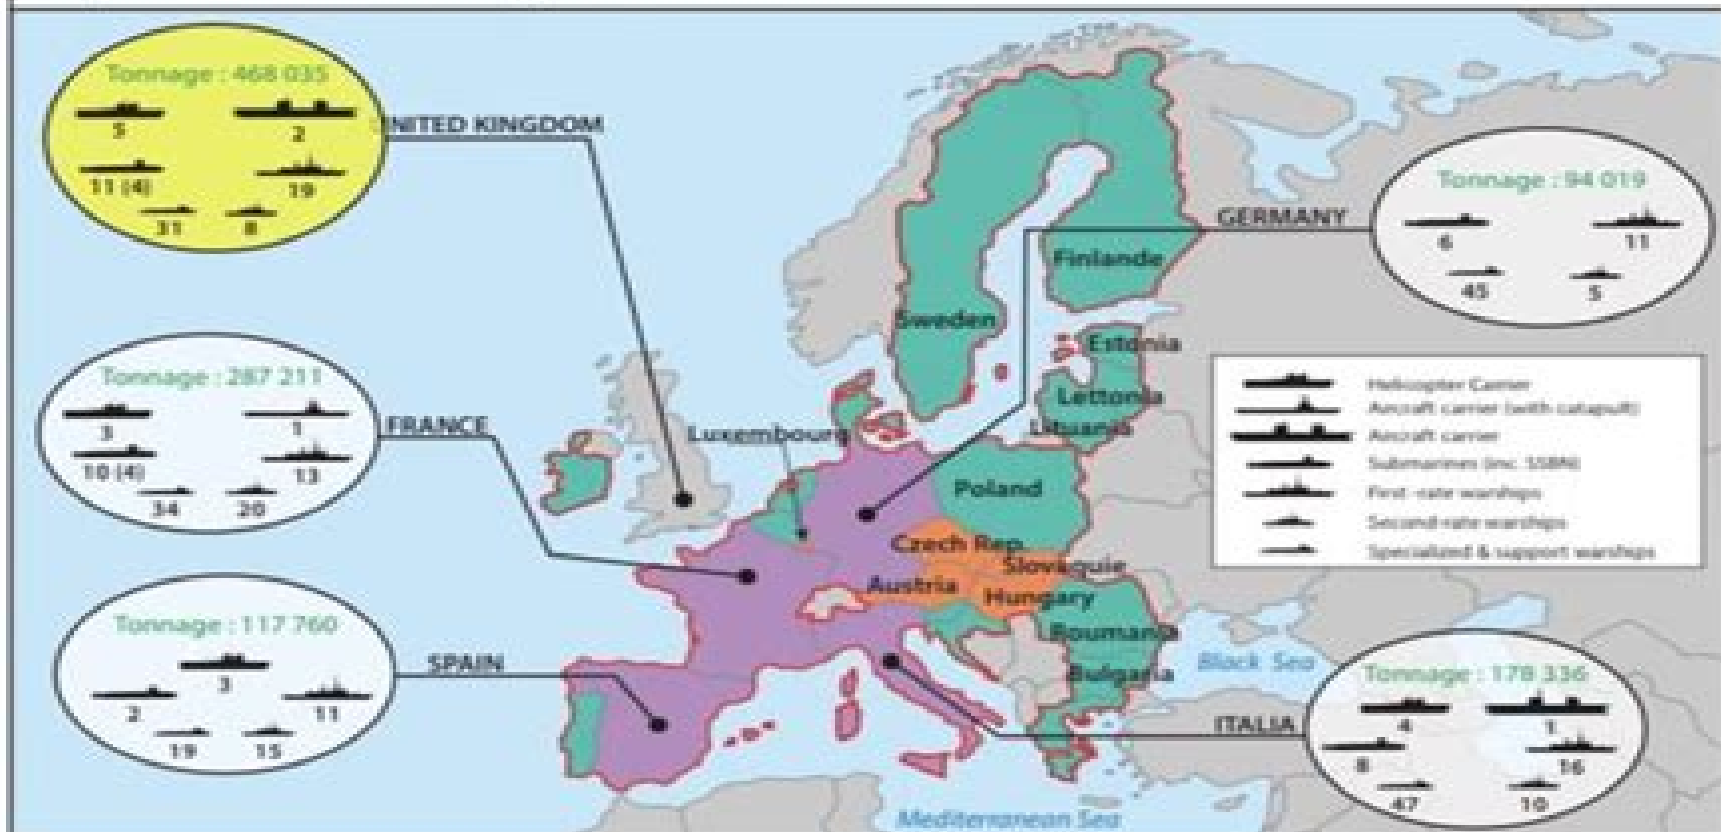 Tonnage : 468 035
5
2
11 (4)
19
31
8
UNITED KINGDOM
Tonnage : 94 019
6
11
45
5
GERMANY
Finlande
Sweden
Estonia
Lettonia
Lituania
Helicopter Carrier
Aircraft carrier (with catapult)
Aircraft carrier
Submarines (inc. SSBN)
First -rate warships
Second-rate warships
Specialized & support warships
Tonnage : 287 211
3
1
10 (4)
13
34
20
FRANCE
Luxembourg
Poland
Czech Rep.
Slovaquie
Austria
Hungary
Roumania
Bulgaria
Black Sea
Tonnage : 117 760
3
2
11
19
15
SPAIN
Tonnage : 178 336
4
1
8
16
47
10
ITALIA
Mediterranean Sea